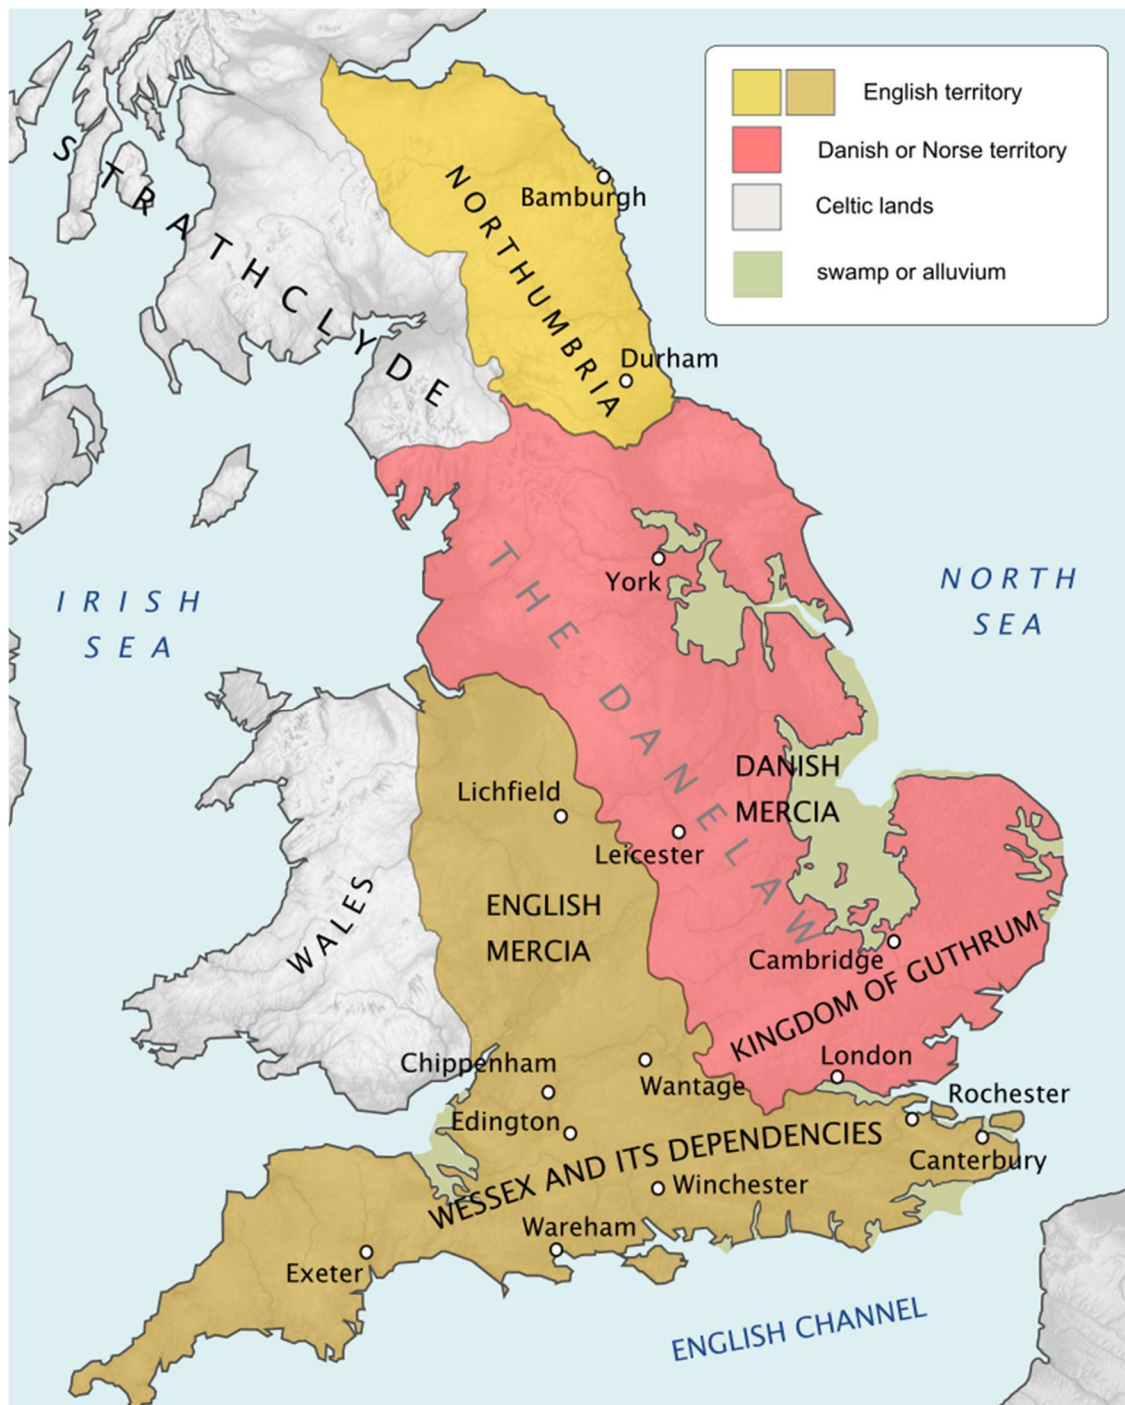 English territory
Danish or Norse territory
Celtic lands
swamp or alluvium
STRATHCLYDE
NORTHUMBRIA
Bamburgh
Durham
York
IRISH
SEA
NORTH
SEA
THE DANELAW
DANISH
MERCIA
Lichfield
Leicester
ENGLISH
MERCIA
WALES
Cambridge
KINGDOM OF GUTHRUM
London
Chippenham
Wantage
Rochester
Edington
Canterbury
WESSEX AND ITS DEPENDENCIES
Winchester
Wareham
Exeter
ENGLISH CHANNEL